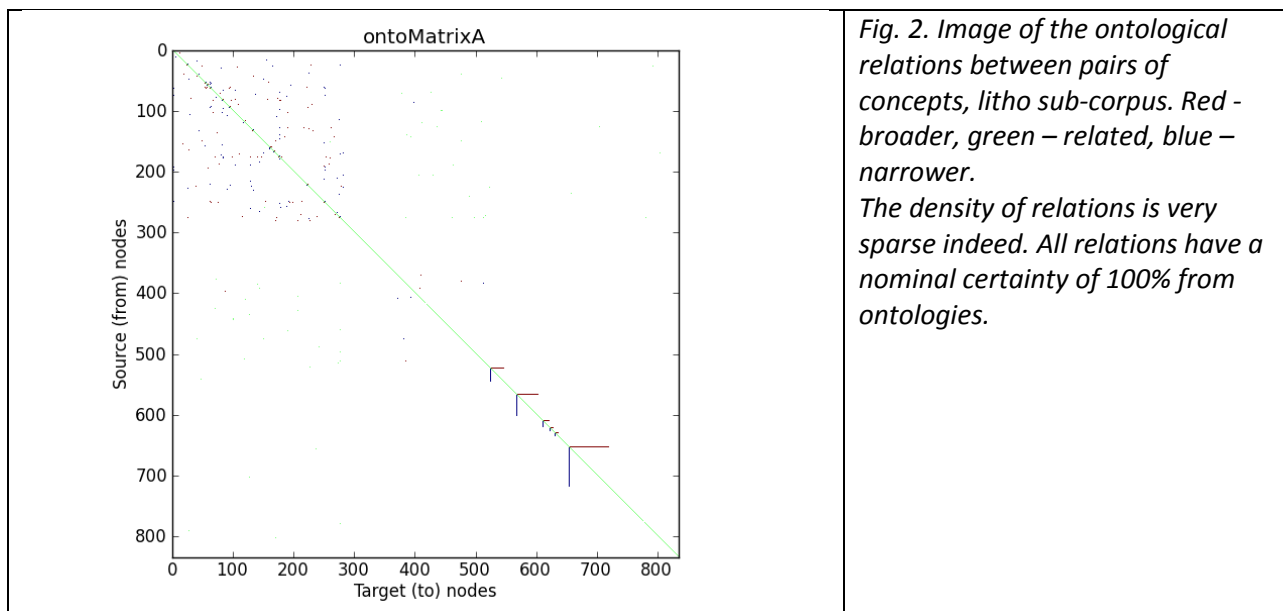 ontoMatrixA
0
100
200
300
400
500
600
700
800
Source (from) nodes
0 100 200 300 400 500 600 700 800
Target (to) nodes
Fig. 2. Image of the ontological
relations between pairs of
concepts, litho sub-corpus. Red -
broader, green – related, blue –
narrower.
The density of relations is very
sparse indeed. All relations have a
nominal certainty of 100% from
ontologies.